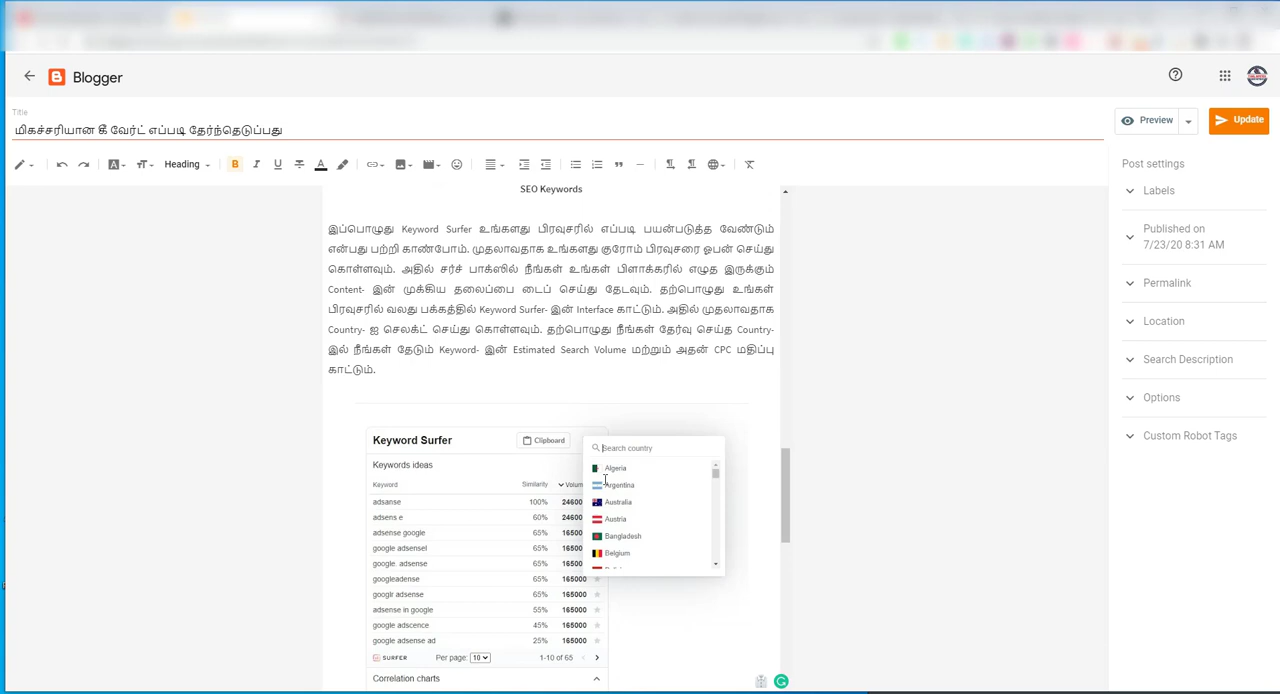 Blogger
Title
மிகச்சரியான கீ வேர்ட் எப்படி தேர்ந்தெடுப்பது
Preview
Update
Heading
Post settings
Labels
Published on
7/23/20 8:31 AM
Permalink
Location
Search Description
Options
Custom Robot Tags
SEO Keywords
இப்பொழுது Keyword Surfer உங்களது பிரவுசரில் எப்படி பயன்படுத்த வேண்டும்
என்பது பற்றி காண்போம். முதலாவதாக உங்களது குரோம் பிரவுசரை ஓபன் செய்து
கொள்ளவும். அதில் சர்ச் பாக்ஸில் நீங்கள் உங்கள் பிளாக்கரில் எழுத இருக்கும்
Content- இன் முக்கிய தலைப்பை டைப் செய்து தேடவும். தற்பொழுது உங்கள்
பிரவுசரில் வலது பக்கத்தில் Keyword Surfer- இன் Interface காட்டும். அதில் முதலாவதாக
Country- ஐ செலக்ட் செய்து கொள்ளவும். தற்பொழுது நீங்கள் தேர்வு செய்த Country-
இல் நீங்கள் தேடும் Keyword- இன் Estimated Search Volume மற்றும் அதன் CPC மதிப்பு
காட்டும்.
Keyword Surfer Clipboard
Keywords ideas
Keyword Similarity
adsanse 100% 24600
adsens e 60% 24600
adsense google 65% 16500
google adsensel 65% 16500
google. adsense 65% 16500
googleadense 65% 165000
googlr adsense 65% 165000
adsense in google 55% 165000
google adscence 45% 165000
google adsense ad 25% 165000
SURFER Per page: 10 1-10 of 65
Correlation charts
Search country
Algeria
Argentina
Australia
Austria
Bangladesh
Belgium